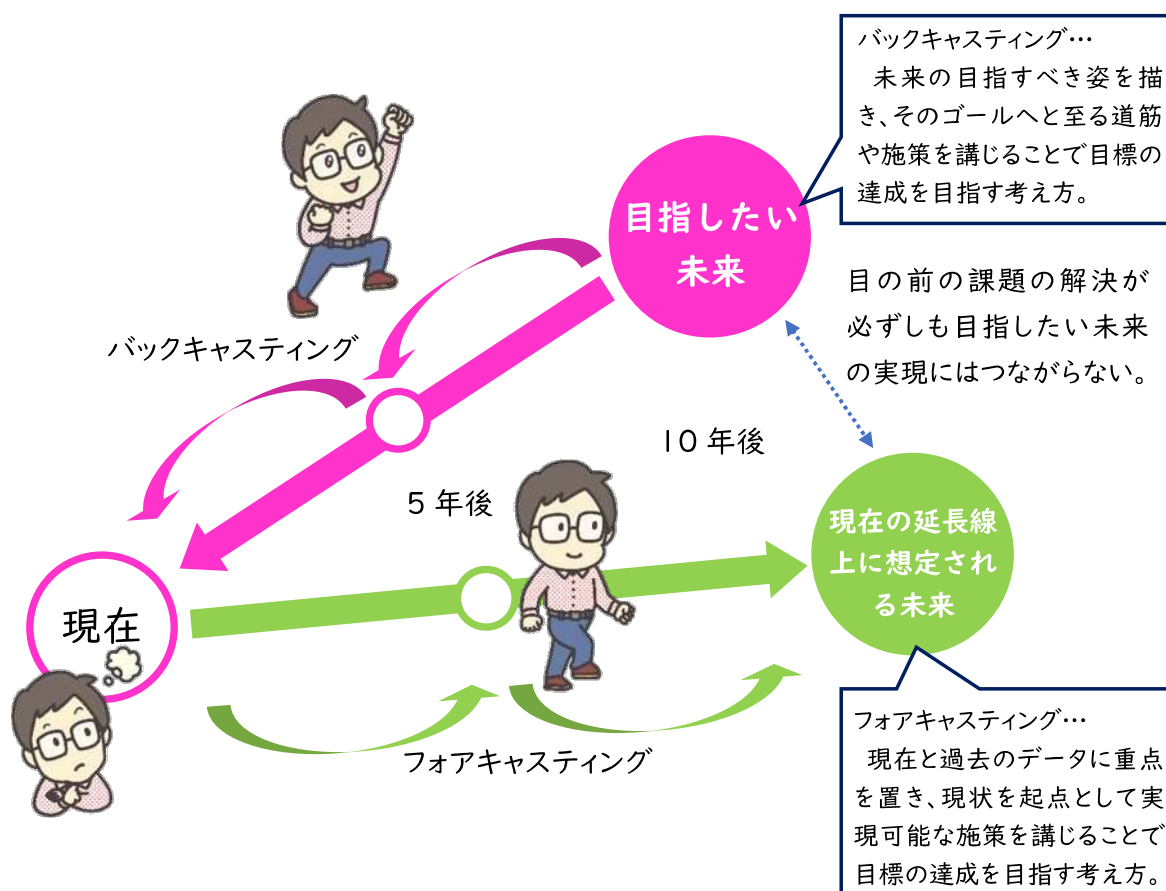 バックキャスティング…
未来の目指すべき姿を描
き、そのゴールへと至る道筋
や施策を講じることで目標の
達成を目指す考え方。
目指したい
未来
目の前の課題の解決が
必ずしも目指したい未来
の実現にはつながらない。
バックキャスティング
10年後
5年後
現在の延長線
上に想定され
る未来
現在
フォアキャスティング
フォアキャスティング…
現在と過去のデータに重点
を置き、現状を起点として実
現可能な施策を講じることで
目標の達成を目指す考え方。